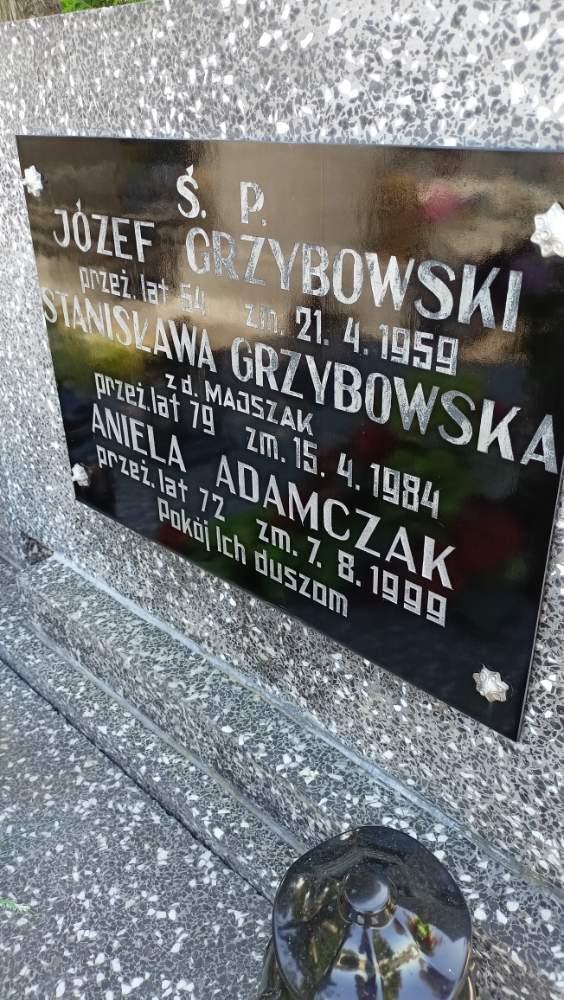 Ś. P.
JÓZEF GRZYBOWSKI
przeż. lat 54 zm. 21. 4. 1959
STANISŁAWA GRZYBOWSKA
z d. MAJSZAK
przeż. lat 79 zm. 15. 4. 1984
ANIELA ADAMCZAK
przeż. lat 72 zm. 7. 8. 1999
Pokój Ich duszom